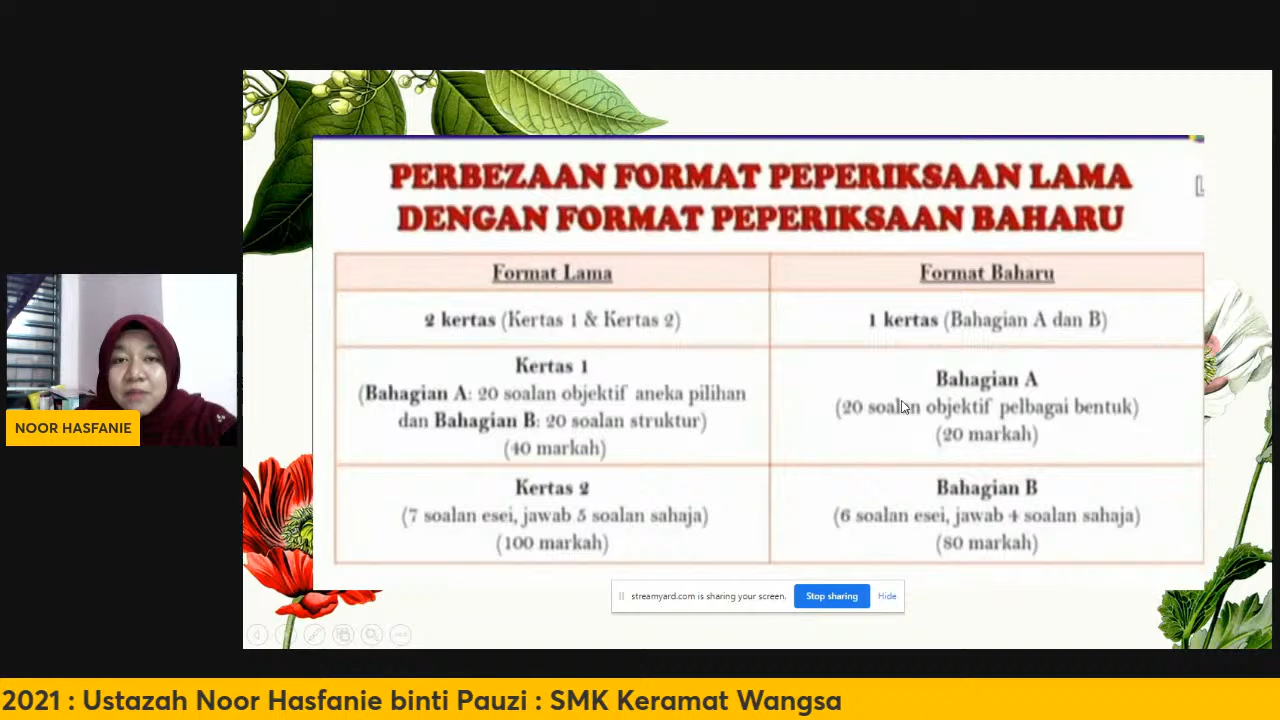 PERBEZAAN FORMAT PEPERIKSAAN LAMA
DENGAN FORMAT PEPERIKSAAN BAHARU
Format Lama
Format Baharu
2 kertas (Kertas 1 & Kertas 2)
1 kertas (Bahagian A dan B)
Kertas 1
(Bahagian A: 20 soalan objektif aneka pilihan
dan Bahagian B: 20 soalan struktur)
(40 markah)
Bahagian A
(20 soalan objektif pelbagai bentuk)
(20 markah)
Kertas 2
(7 soalan esei, jawab 5 soalan sahaja)
(100 markah)
Bahagian B
(6 soalan esei, jawab 4 soalan sahaja)
(80 markah)
NOOR HASFANIE
streamyard.com is sharing your screen.
Stop sharing
Hide
2021 : Ustazah Noor Hasfanie binti Pauzi : SMK Keramat Wangsa